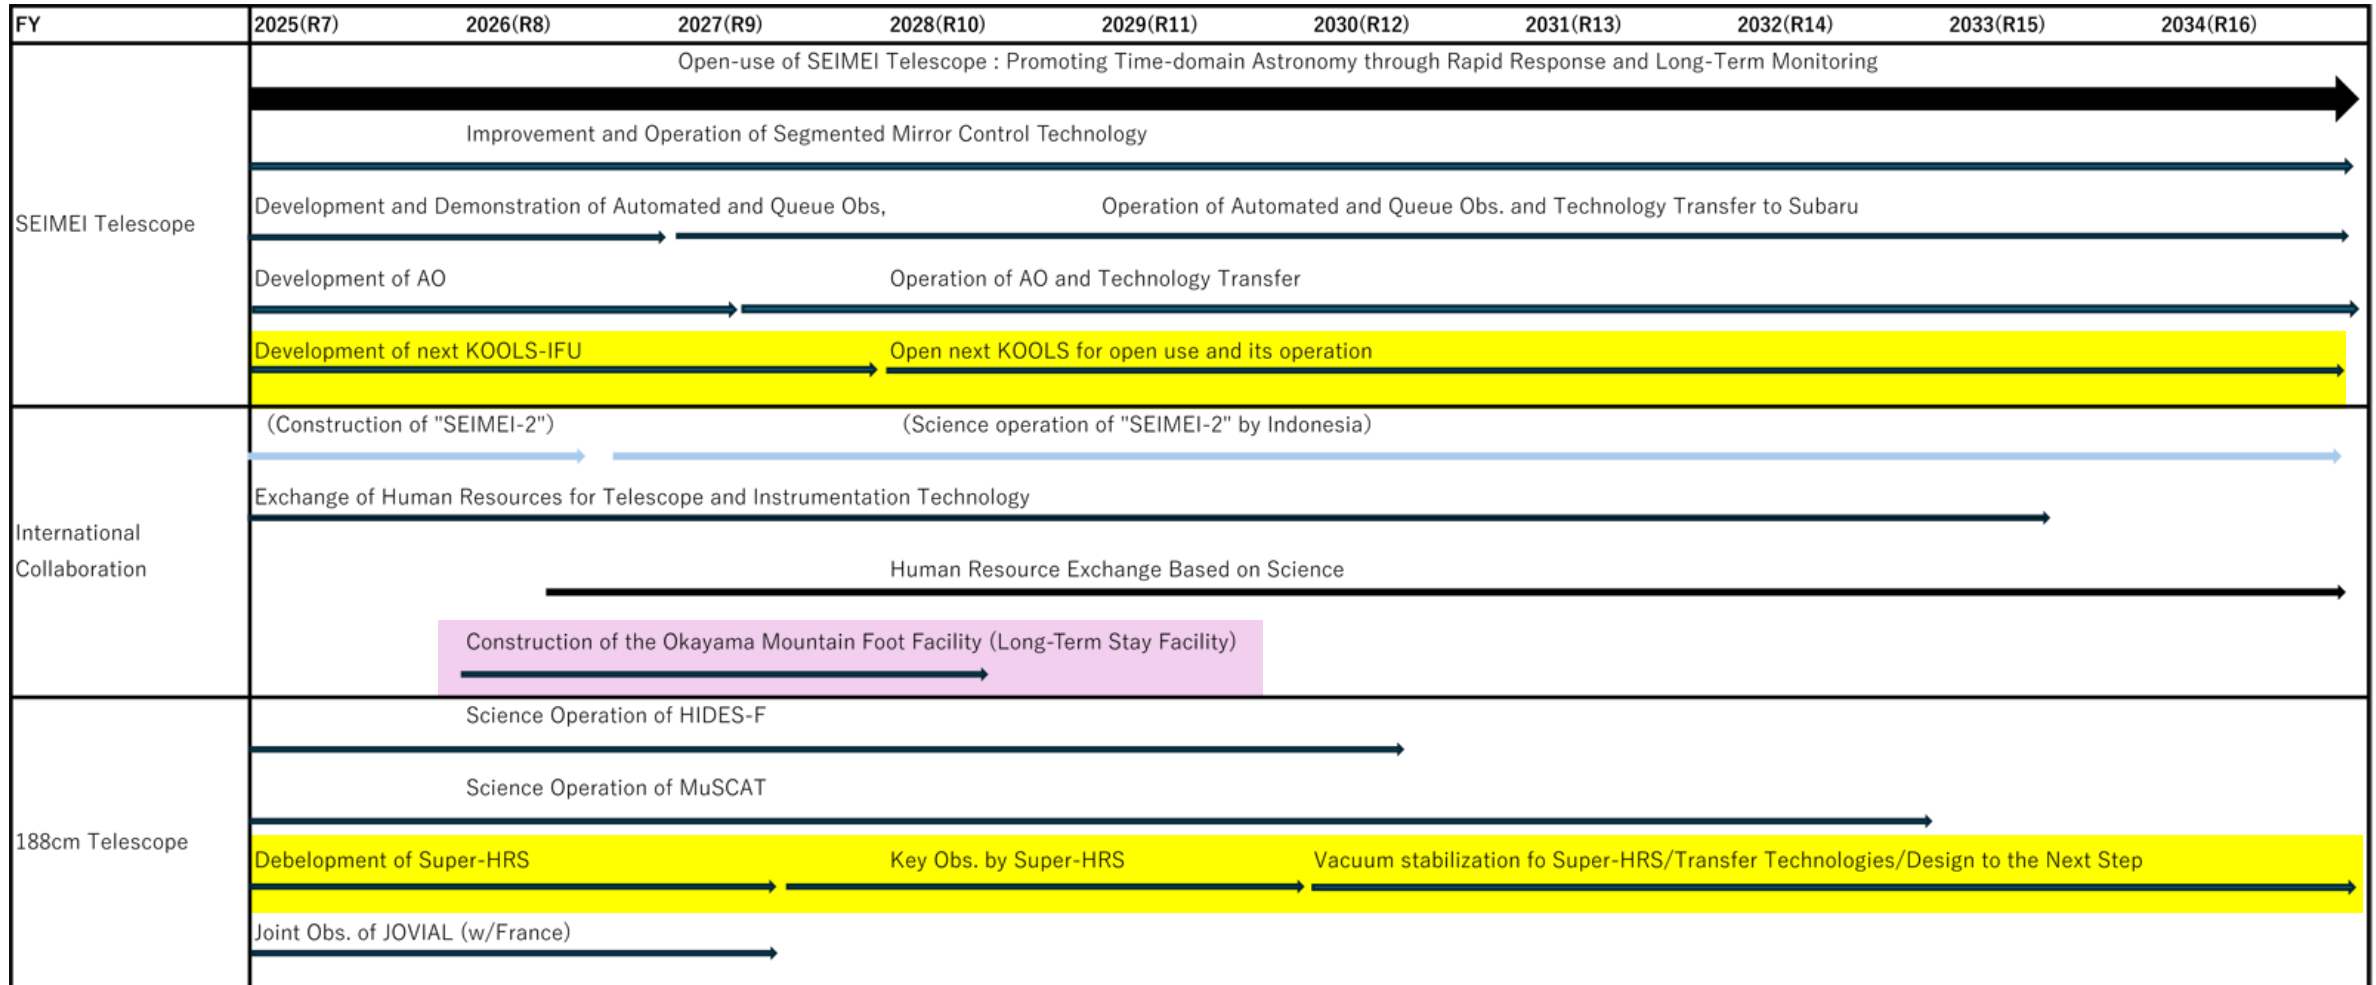 FY 2025(R7) 2026(R8) 2027(R9) 2028(R10) 2029(R11) 2030(R12) 2031(R13) 2032(R14) 2033(R15) 2034(R16)
SEIMEI Telescope
Open-use of SEIMEI Telescope : Promoting Time-domain Astronomy through Rapid Response and Long-Term Monitoring
Improvement and Operation of Segmented Mirror Control Technology
Development and Demonstration of Automated and Queue Obs, Operation of Automated and Queue Obs. and Technology Transfer to Subaru
Development of AO Operation of AO and Technology Transfer
Development of next KOOLS-IFU Open next KOOLS for open use and its operation
International
Collaboration
(Construction of "SEIMEI-2") (Science operation of "SEIMEI-2" by Indonesia)
Exchange of Human Resources for Telescope and Instrumentation Technology
Human Resource Exchange Based on Science
Construction of the Okayama Mountain Foot Facility (Long-Term Stay Facility)
188cm Telescope
Science Operation of HIDES-F
Science Operation of MuSCAT
Debelopment of Super-HRS Key Obs. by Super-HRS Vacuum stabilization fo Super-HRS/Transfer Technologies/Design to the Next Step
Joint Obs. of JOVIAL (w/France)